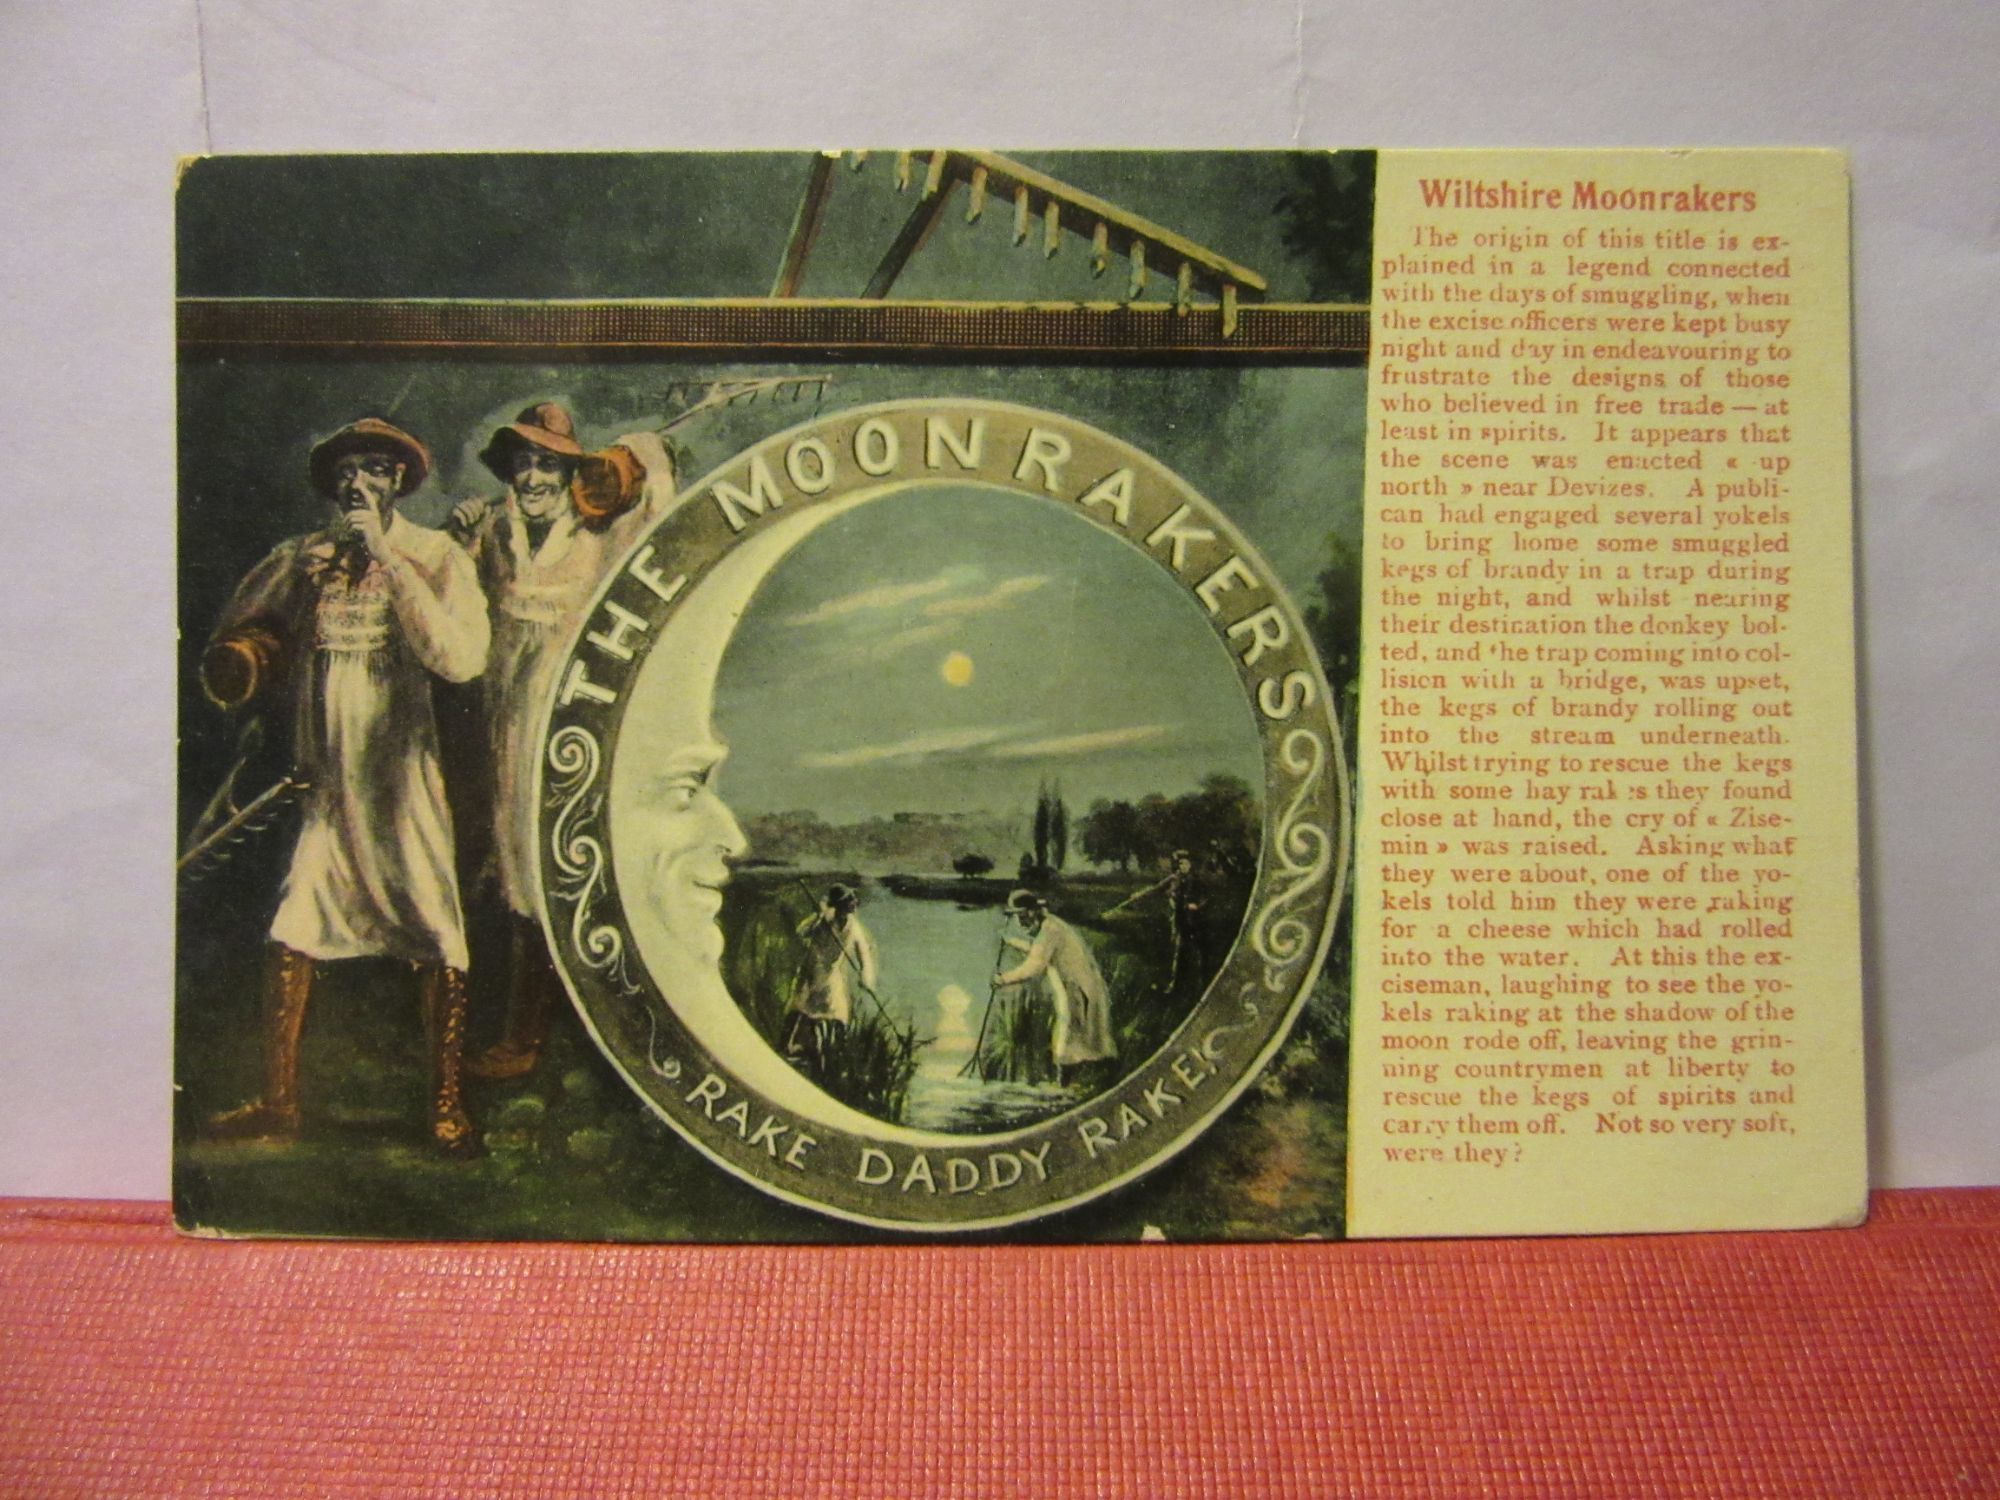 THE MOONRAKERS
RAKE DADDY RAKE!
Wiltshire Moonrakers
The origin of this title is ex-
plained in a legend connected
with the days of smuggling, when
the excise officers were kept busy
night and day in endeavouring to
frustrate the designs of those
who believed in free trade — at
least in spirits. It appears that
the scene was enacted « up
north » near Devizes. A publi-
can had engaged several yokels
to bring home some smuggled
kegs of brandy in a trap during
the night, and whilst nearing
their destination the donkey bol-
ted, and the trap coming into col-
lision with a bridge, was upset,
the kegs of brandy rolling out
into the stream underneath.
Whilst trying to rescue the kegs
with some hay rakes they found
close at hand, the cry of « Zise-
min » was raised. Asking what
they were about, one of the yo-
kels told him they were raking
for a cheese which had rolled
into the water. At this the ex-
ciseman, laughing to see the yo-
kels raking at the shadow of the
moon rode off, leaving the grin-
ning countrymen at liberty to
rescue the kegs of spirits and
carry them off. Not so very soft,
were they?